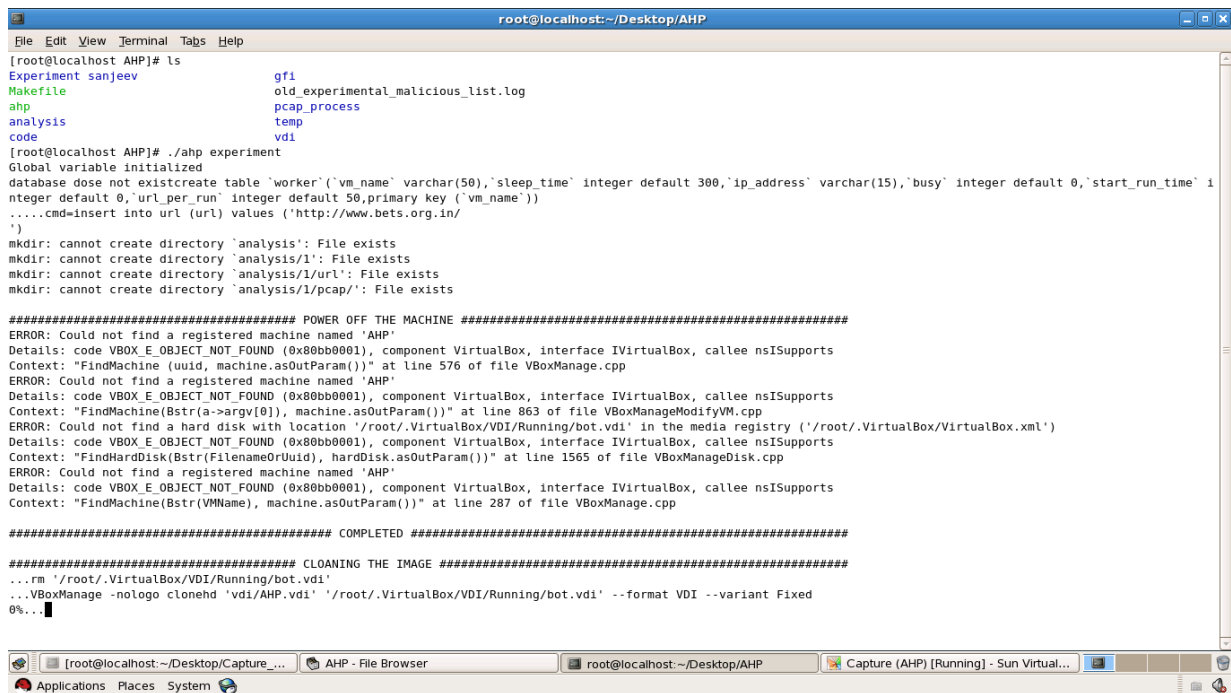 root@localhost:~/Desktop/AHP
File Edit View Terminal Tabs Help
[root@localhost AHP]# ls
Experiment sanjeev gfi
Makefile old_experimental_malicious_list.log
ahp pcap_process
analysis temp
code vdi
[root@localhost AHP]# ./ahp experiment
Global variable initialized
database dose not existcreate table `worker`(`vm_name` varchar(50),`sleep_time` integer default 300,`ip_address` varchar(15),`busy` integer default 0,`start_run_time` i
nteger default 0,`url_per_run` integer default 50,primary key (`vm_name`))
.....cmd=insert into url (url) values ('http://www.bets.org.in/
')
mkdir: cannot create directory `analysis': File exists
mkdir: cannot create directory `analysis/1': File exists
mkdir: cannot create directory `analysis/1/url': File exists
mkdir: cannot create directory `analysis/1/pcap/': File exists
######################################## POWER OFF THE MACHINE ######################################################
ERROR: Could not find a registered machine named 'AHP'
Details: code VBOX_E_OBJECT_NOT_FOUND (0x80bb0001), component VirtualBox, interface IVirtualBox, callee nsISupports
Context: "FindMachine (uuid, machine.asOutParam())" at line 576 of file VBoxManage.cpp
ERROR: Could not find a registered machine named 'AHP'
Details: code VBOX_E_OBJECT_NOT_FOUND (0x80bb0001), component VirtualBox, interface IVirtualBox, callee nsISupports
Context: "FindMachine(Bstr(a->argv[0]), machine.asOutParam())" at line 863 of file VBoxManageModifyVM.cpp
ERROR: Could not find a hard disk with location '/root/.VirtualBox/VDI/Running/bot.vdi' in the media registry ('/root/.VirtualBox/VirtualBox.xml')
Details: code VBOX_E_OBJECT_NOT_FOUND (0x80bb0001), component VirtualBox, interface IVirtualBox, callee nsISupports
Context: "FindHardDisk(Bstr(FilenameOrUuid), hardDisk.asOutParam())" at line 1565 of file VBoxManageDisk.cpp
ERROR: Could not find a registered machine named 'AHP'
Details: code VBOX_E_OBJECT_NOT_FOUND (0x80bb0001), component VirtualBox, interface IVirtualBox, callee nsISupports
Context: "FindMachine(Bstr(VMName), machine.asOutParam())" at line 287 of file VBoxManage.cpp
############################################# COMPLETED #############################################################
######################################## CLOANING THE IMAGE #########################################################
...rm '/root/.VirtualBox/VDI/Running/bot.vdi'
...VBoxManage -nologo clonehd 'vdi/AHP.vdi' '/root/.VirtualBox/VDI/Running/bot.vdi' --format VDI --variant Fixed
0%...
[root@localhost:~/Desktop/Capture_... AHP - File Browser root@localhost:~/Desktop/AHP Capture (AHP) [Running] - Sun Virtual...
Applications Places System